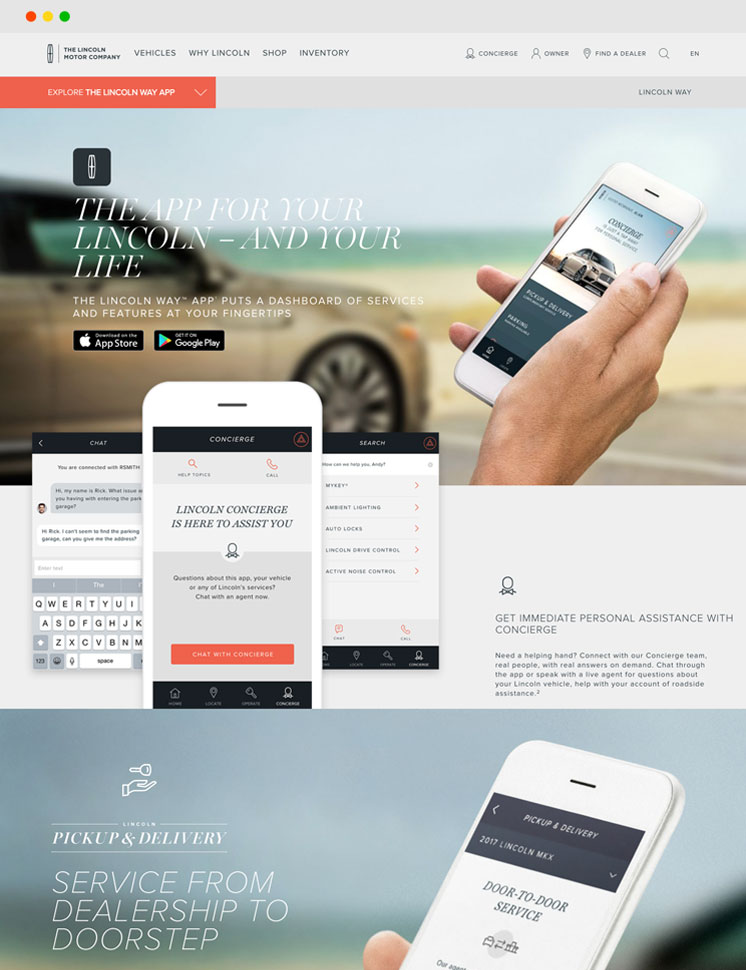 THE LINCOLN
MOTOR COMPANY
VEHICLES WHY LINCOLN SHOP INVENTORY
CONCIERGE OWNER FIND A DEALER EN
EXPLORE THE LINCOLN WAY APP
LINCOLN WAY
THE APP FOR YOUR
LINCOLN – AND YOUR
LIFE
THE LINCOLN WAY™ APP PUTS A DASHBOARD OF SERVICES
AND FEATURES AT YOUR FINGERTIPS
Download on the
App Store
GET IT ON
Google Play
CONCIERGE
IS JUST A TAP AWAY
FOR PERSONAL SERVICE
PICKUP & DELIVERY
PARKING
CHAT
You are connected with RSMITH
Hi, my name is Rick. What issue a
you having with entering the park
garage?
Hi Rick. I can't seem to find the parking
garage, can you give me the address?
Enter text
I The I'
Q W E R T Y U I
A S D F G H J K
Z X C V B N M
123 space
CONCIERGE
HELP TOPICS CALL
LINCOLN CONCIERGE
IS HERE TO ASSIST YOU
Questions about this app, your vehicle
or any of Lincoln's services?
Chat with an agent now.
CHAT WITH CONCIERGE
HOME LOCATE OPERATE CONCIERGE
SEARCH
How can we help you, Andy?
MYKEY®
AMBIENT LIGHTING
AUTO LOCKS
LINCOLN DRIVE CONTROL
ACTIVE NOISE CONTROL
CHAT CALL
HOME LOCATE OPERATE CONCIERGE
GET IMMEDIATE PERSONAL ASSISTANCE WITH
CONCIERGE
Need a helping hand? Connect with our Concierge team,
real people, with real answers on demand. Chat through
the app or speak with a live agent for questions about
your Lincoln vehicle, help with your account of roadside
assistance.²
LINCOLN
PICKUP & DELIVERY
SERVICE FROM
DEALERSHIP TO
DOORSTEP
PICKUP & DELIVERY
2017 LINCOLN MKX
DOOR-TO-DOOR
SERVICE
Our age